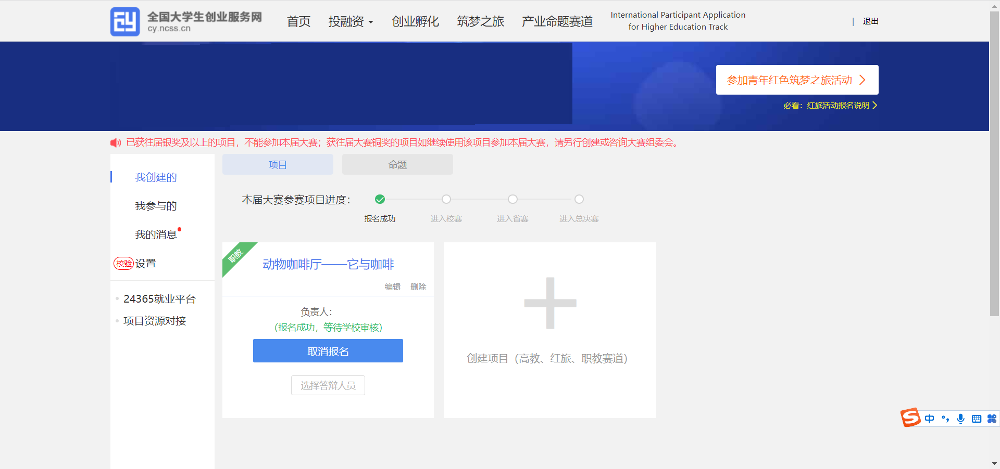 全国大学生创业服务网
cy.ncss.cn
首页
投融资
创业孵化
筑梦之旅
产业命题赛道
International Participant Application
for Higher Education Track
| 退出
参加青年红色筑梦之旅活动
必看：红旅活动报名说明
已获往届银奖及以上的项目，不能参加本届大赛；获往届大赛铜奖的项目如继续使用该项目参加本届大赛，请另行创建或咨询大赛组委会。
我创建的
我参与的
我的消息
校验 设置
24365就业平台
项目资源对接
项目
命题
本届大赛参赛项目进度：
报名成功
进入校赛
进入省赛
进入总决赛
职教
动物咖啡厅——它与咖啡
编辑 删除
负责人：
(报名成功，等待学校审核)
取消报名
选择答辩人员
创建项目（高教、红旅、职教赛道）
中